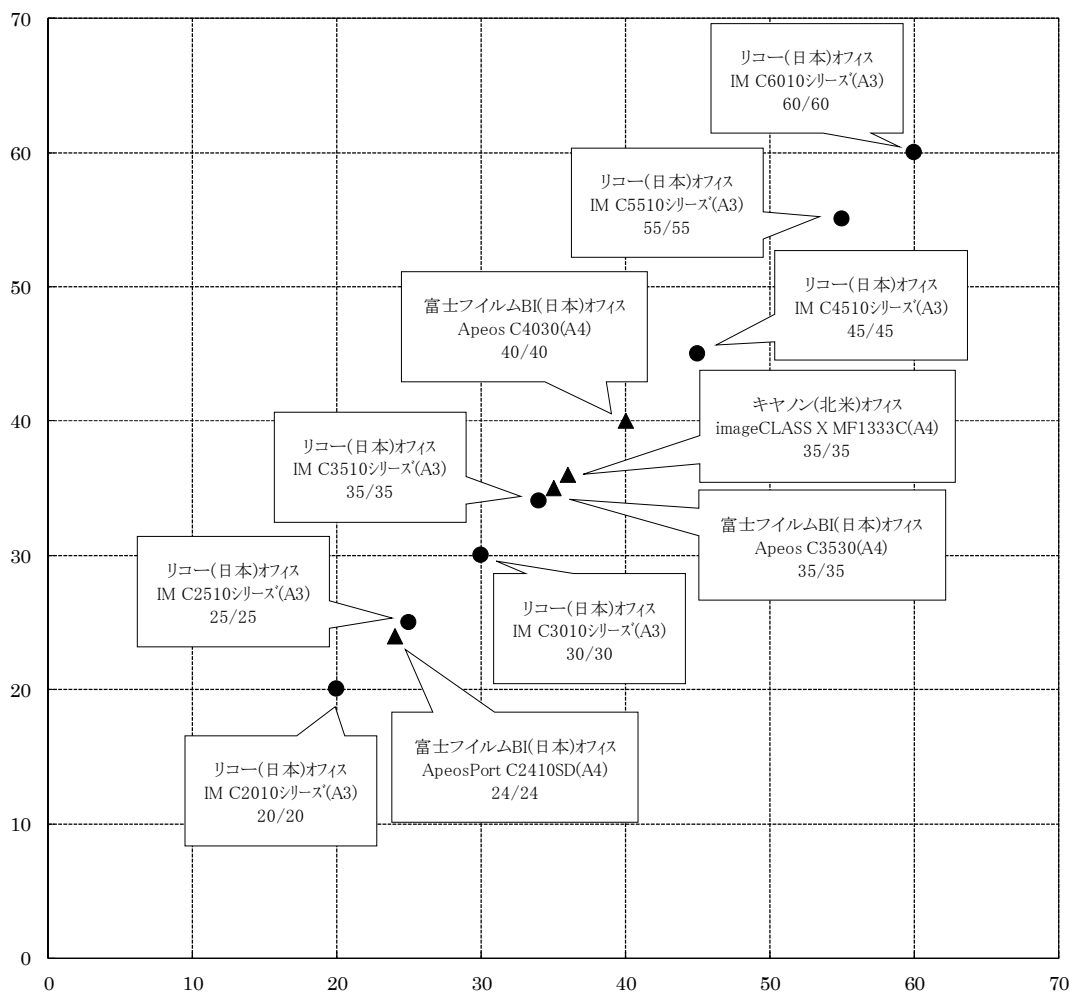 70
リコー(日本)オフィス
IM C6010シリーズ(A3)
60/60
60
リコー(日本)オフィス
IM C5510シリーズ(A3)
55/55
50
リコー(日本)オフィス
IM C4510シリーズ(A3)
45/45
富士フイルムBI(日本)オフィス
Apeos C4030(A4)
40/40
40
キヤノン(北米)オフィス
imageCLASS X MF1333C(A4)
35/35
リコー(日本)オフィス
IM C3510シリーズ(A3)
35/35
富士フイルムBI(日本)オフィス
Apeos C3530(A4)
35/35
30
リコー(日本)オフィス
IM C2510シリーズ(A3)
25/25
リコー(日本)オフィス
IM C3010シリーズ(A3)
30/30
20
富士フイルムBI(日本)オフィス
ApeosPort C2410SD(A4)
24/24
リコー(日本)オフィス
IM C2010シリーズ(A3)
20/20
10
0
0 10 20 30 40 50 60 70